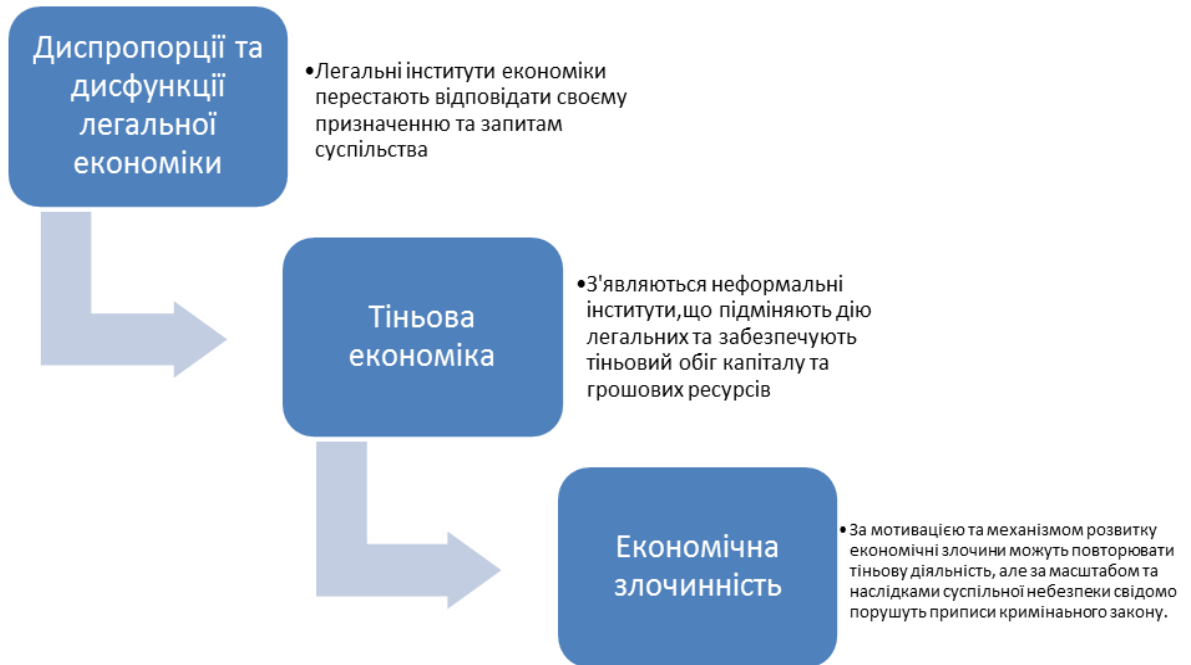 Диспропорції та
дисфункції
легальної
економіки
•Легальні інститути економіки
перестають відповідати своєму
призначенню та запитам
суспільства
Тіньова
економіка
•З'являються неформальні
інститути,що підміняють дію
легальних та забезпечують
тіньовий обіг капіталу та
грошових ресурсів
Економічна
злочинність
•За мотивацією та механізмом розвитку
економічні злочини можуть повторювати
тіньову діяльність, але за масштабом та
наслідками суспільної небезпеки свідомо
порушуть приписи кримінаьного закону.